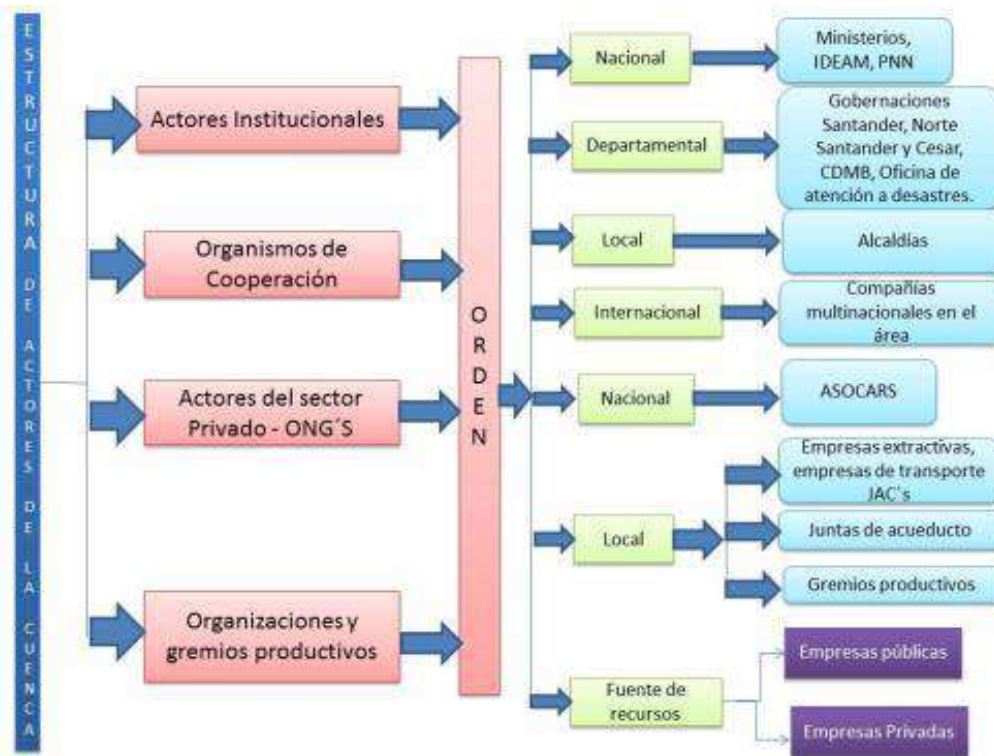 ESTRUCTURA DE ACTORES DE LA CUENCA
Actores Institucionales
Organismos de
Cooperación
Actores del sector
Privado - ONG´S
Organizaciones y
gremios productivos
ORDEN
Nacional
Ministerios,
IDEAM, PNN
Departamental
Gobernaciones
Santander, Norte
Santander y Cesar,
CDMB, Oficina de
atención a desastres.
Local
Alcaldías
Internacional
Compañías
multinacionales en el
área
Nacional
ASOCARS
Local
Empresas extractivas,
empresas de transporte
JAC´s
Juntas de acueducto
Gremios productivos
Fuente de
recursos
Empresas públicas
Empresas Privadas